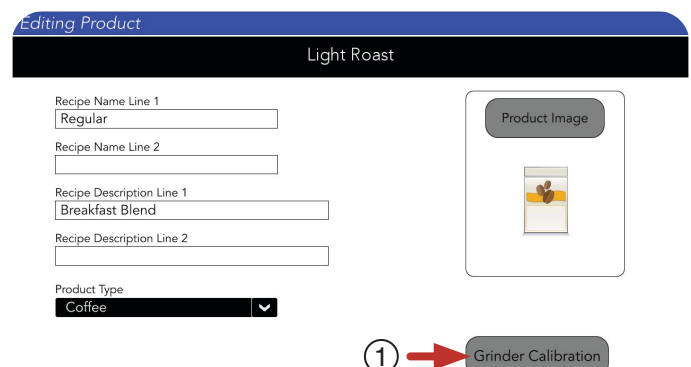 Editing Product
Light Roast
Recipe Name Line 1
Regular
Recipe Name Line 2
Recipe Description Line 1
Breakfast Blend
Recipe Description Line 2
Product Type
Coffee
Product Image
1
Grinder Calibration